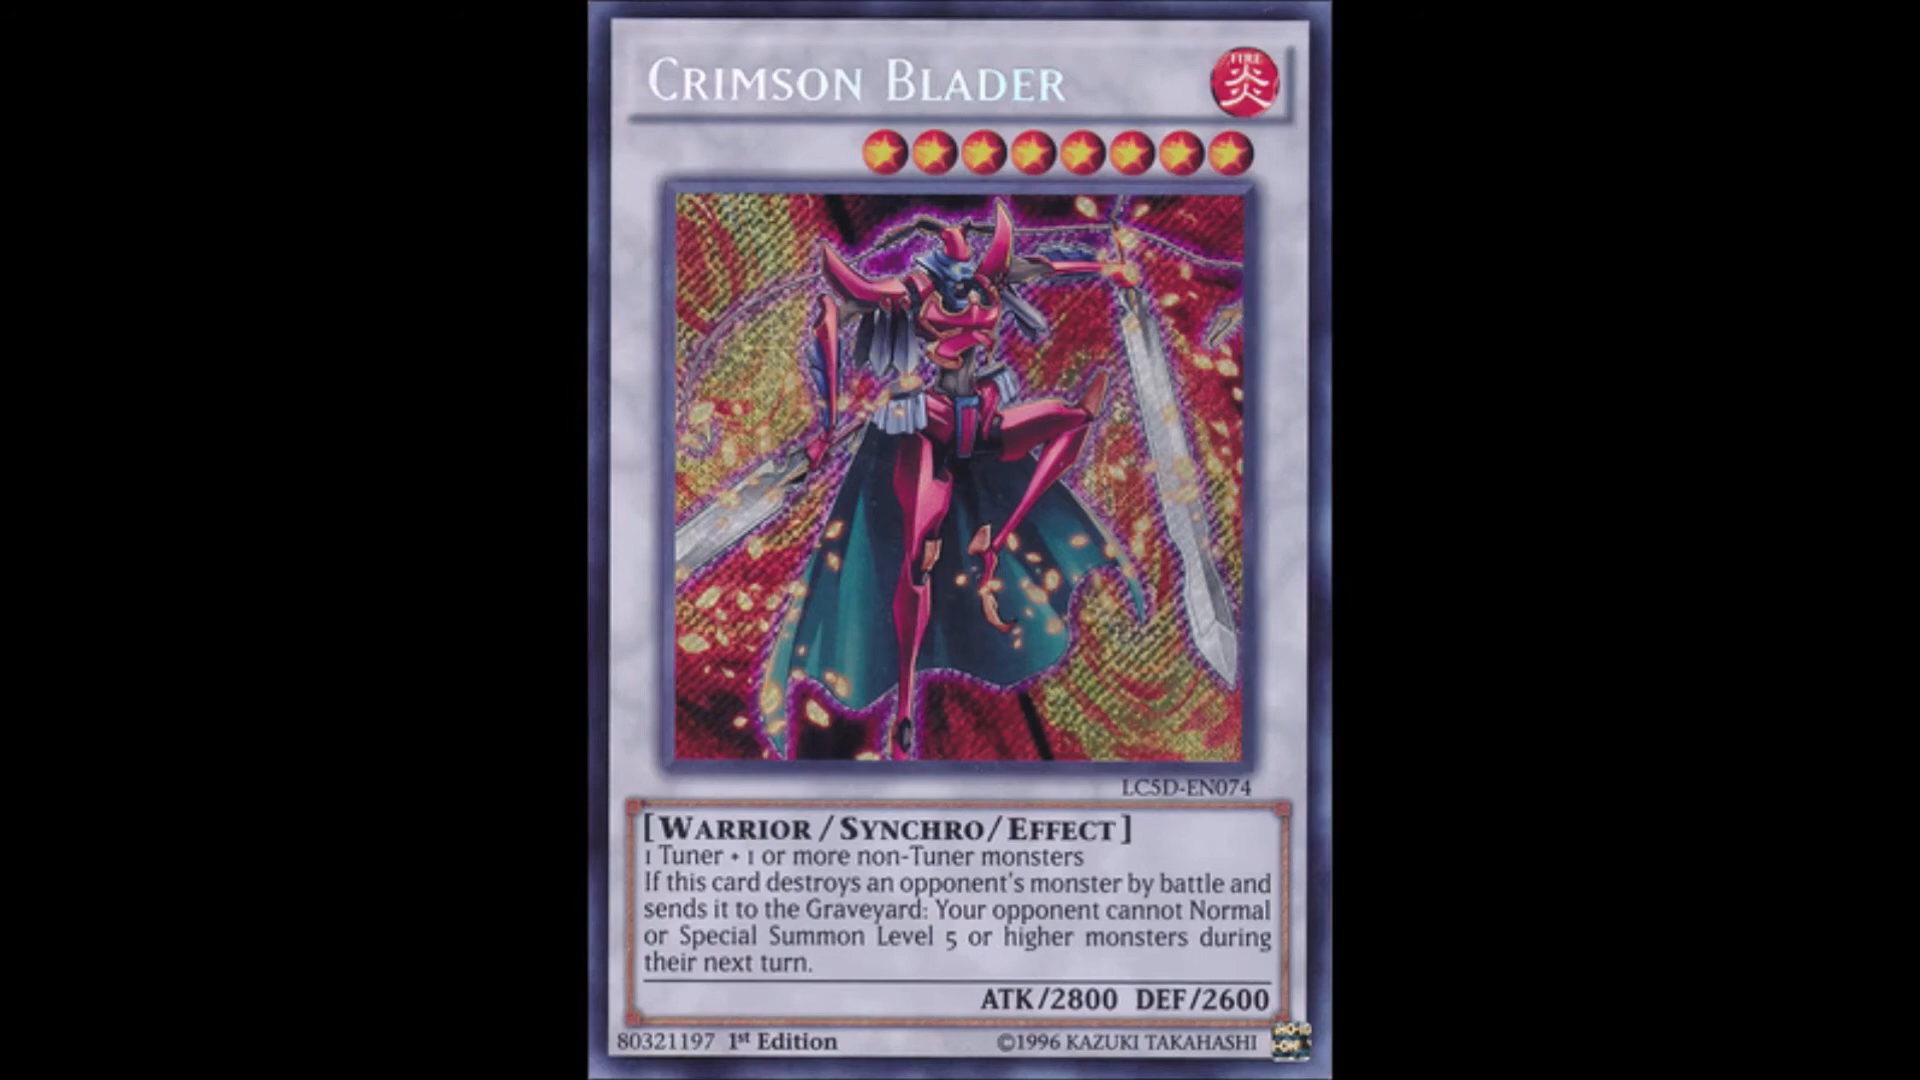 Crimson Blader
FIRE
炎
LC5D-EN074
[Warrior/Synchro/Effect]
1 Tuner + 1 or more non-Tuner monsters
If this card destroys an opponent's monster by battle and
sends it to the Graveyard: Your opponent cannot Normal
or Special Summon Level 5 or higher monsters during
their next turn.
ATK/2800 DEF/2600
80321197 1st Edition ©1996 KAZUKI TAKAHASHI